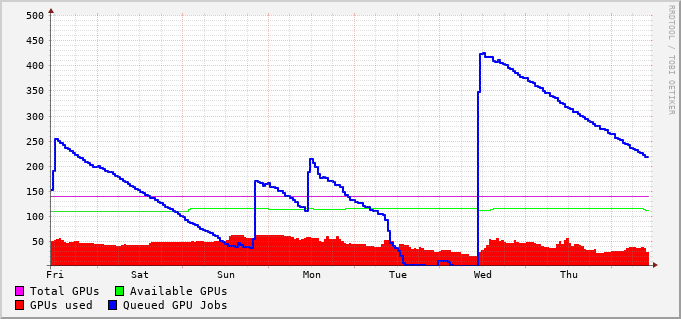 500
450
400
350
300
250
200
150
100
50
Fri Sat Sun Mon Tue Wed Thu
Total GPUs Available GPUs
GPUs used Queued GPU Jobs
RRDTOOL / TOBI OETIKER